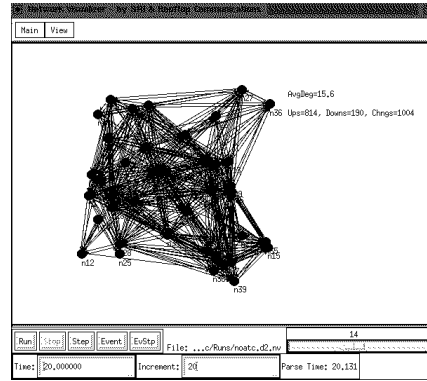 Network Visualizer - by SRI & Rooftop Communications
Main View
AvgDeg=15.6
n36 Ups=814, Downs=190, Chngs=1004
n15
n12
n25
n39
14
Run Stop Step Event EvStp File: ...c/Runs/noatc.d2.nw
Time: 20.000000 Increment: 20 Parse Time: 20.131